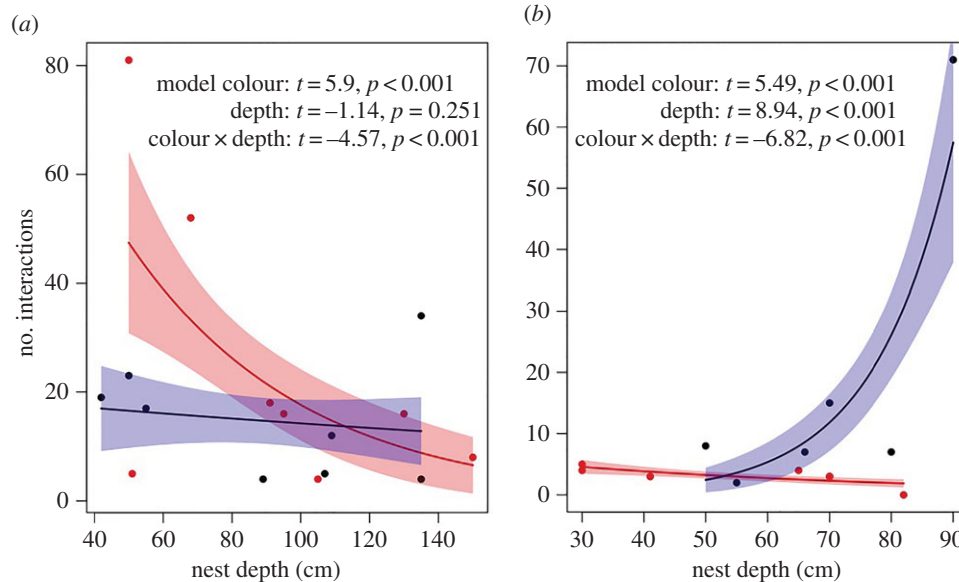 (a)
model colour: t = 5.9, p < 0.001
depth: t = –1.14, p = 0.251
colour × depth: t = –4.57, p < 0.001
80
60
40
20
0
no. interactions
40 60 80 100 120 140
nest depth (cm)
(b)
model colour: t = 5.49, p < 0.001
depth: t = 8.94, p < 0.001
colour × depth: t = –6.82, p < 0.001
70
60
50
40
30
20
10
0
30 40 50 60 70 80 90
nest depth (cm)